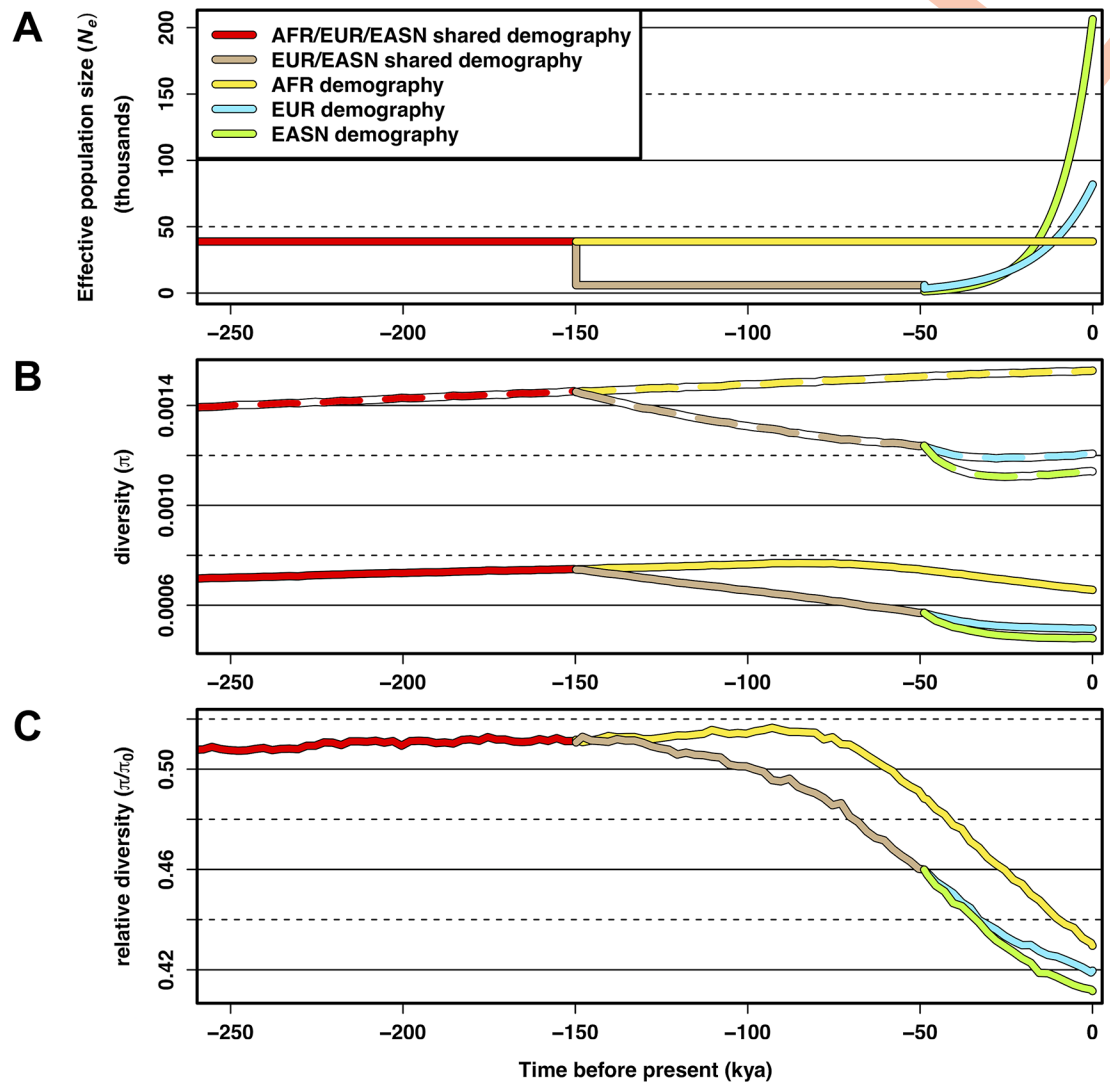 A
Effective population size (Ne)
(thousands)
200
150
100
50
0
AFR/EUR/EASN shared demography
EUR/EASN shared demography
AFR demography
EUR demography
EASN demography
−250
−200
−150
−100
−50
0
B
diversity (π)
0.0014
0.0010
0.0006
−250
−200
−150
−100
−50
0
C
relative diversity (π/π0)
0.50
0.46
0.42
−250
−200
−150
−100
−50
0
Time before present (kya)